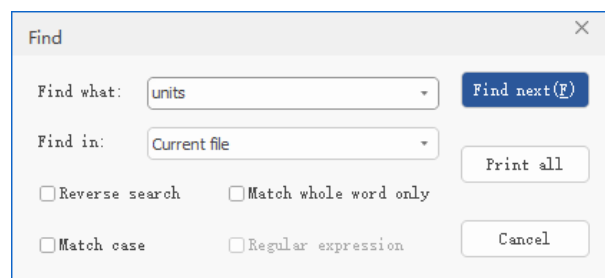 Find
Find what: units Find next(F)
Find in: Current file
Print all
Reverse search Match whole word only
Match case Regular expression Cancel